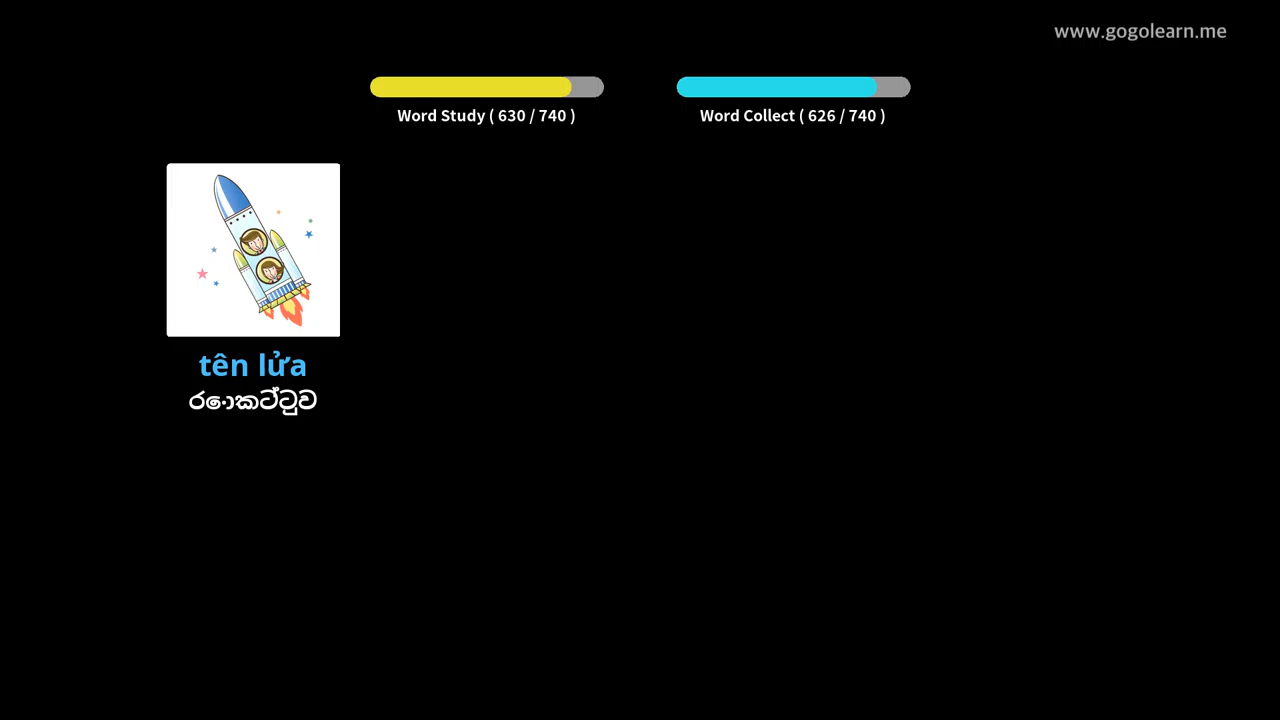 www.gogolearn.me
Word Study ( 630 / 740 )
Word Collect ( 626 / 740 )
tên lửa
රොකට්ටුව